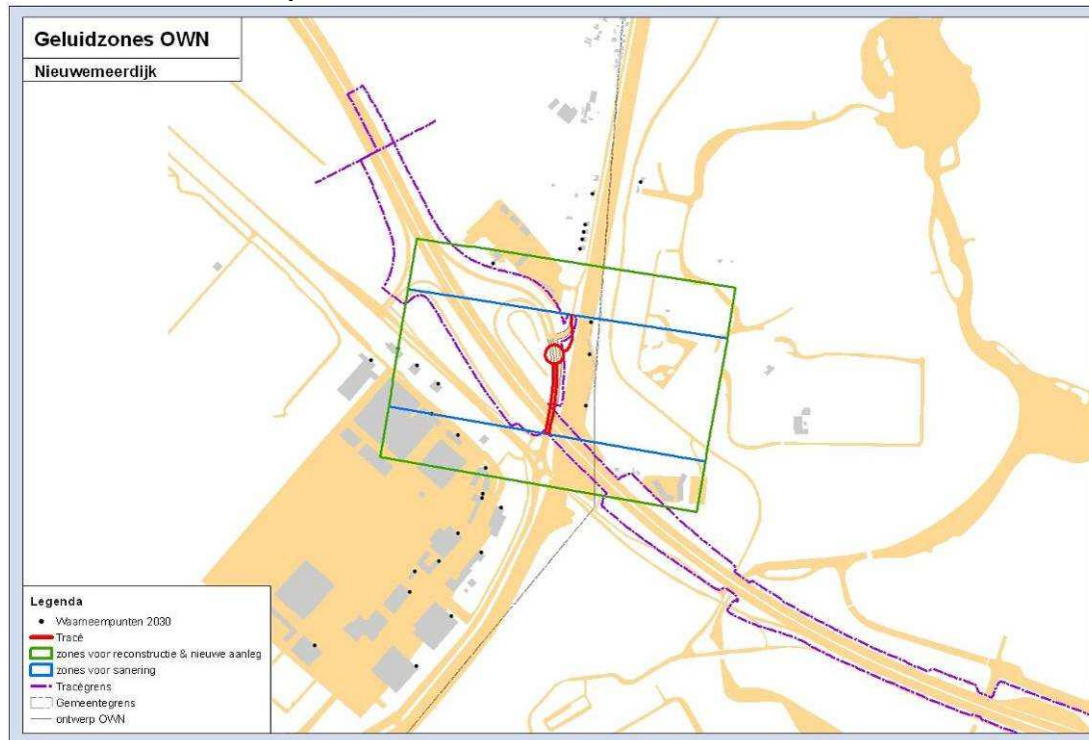 Geluidzones OWN
Nieuwemeerdijk
Legenda
Waarneempunten 2030
Tracé
zones voor reconstructie & nieuwe aanleg
zones voor sanering
Tracégrens
Gemeentegrens
ontwerp OWN